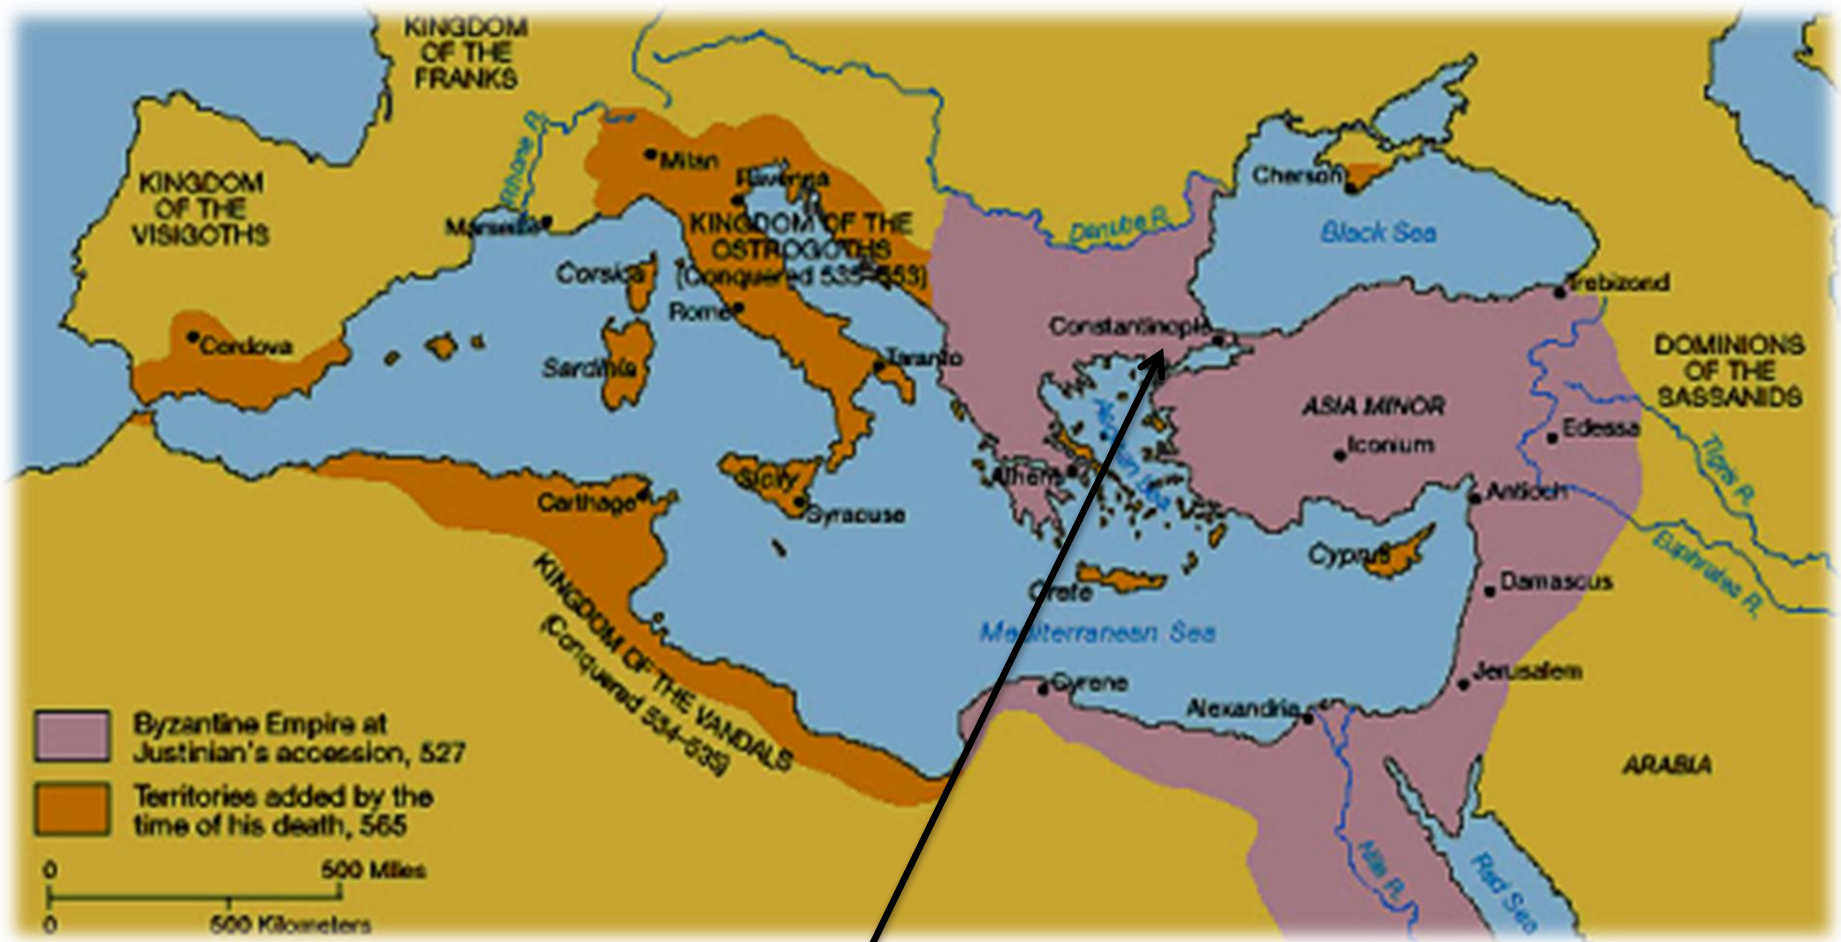 KINGDOM
OF THE
FRANKS
KINGDOM
OF THE
VISIGOTHS
Rhone R.
Milan
Ravenna
Marseille
KINGDOM OF THE
OSTROGOTHS
(Conquered 535-553)
Corsica
Rome
Sardinia
Taranto
Cordova
Danube R.
Cherson
Black Sea
Trebizond
Constantinople
DOMINIONS
OF THE
SASSANIDS
ASIA MINOR
Iconium
Edessa
Tigris R.
Aegean Sea
Athens
Antioch
Sicily
Carthage
Syracuse
Cyprus
Euphrates R.
Crete
Damascus
Mediterranean Sea
KINGDOM OF THE VANDALS
(Conquered 534-535)
Cyrene
Jerusalem
Alexandria
ARABIA
Nile R.
Red Sea
Byzantine Empire at
Justinian's accession, 527
Territories added by the
time of his death, 565
0
500 Miles
0
500 Kilometers